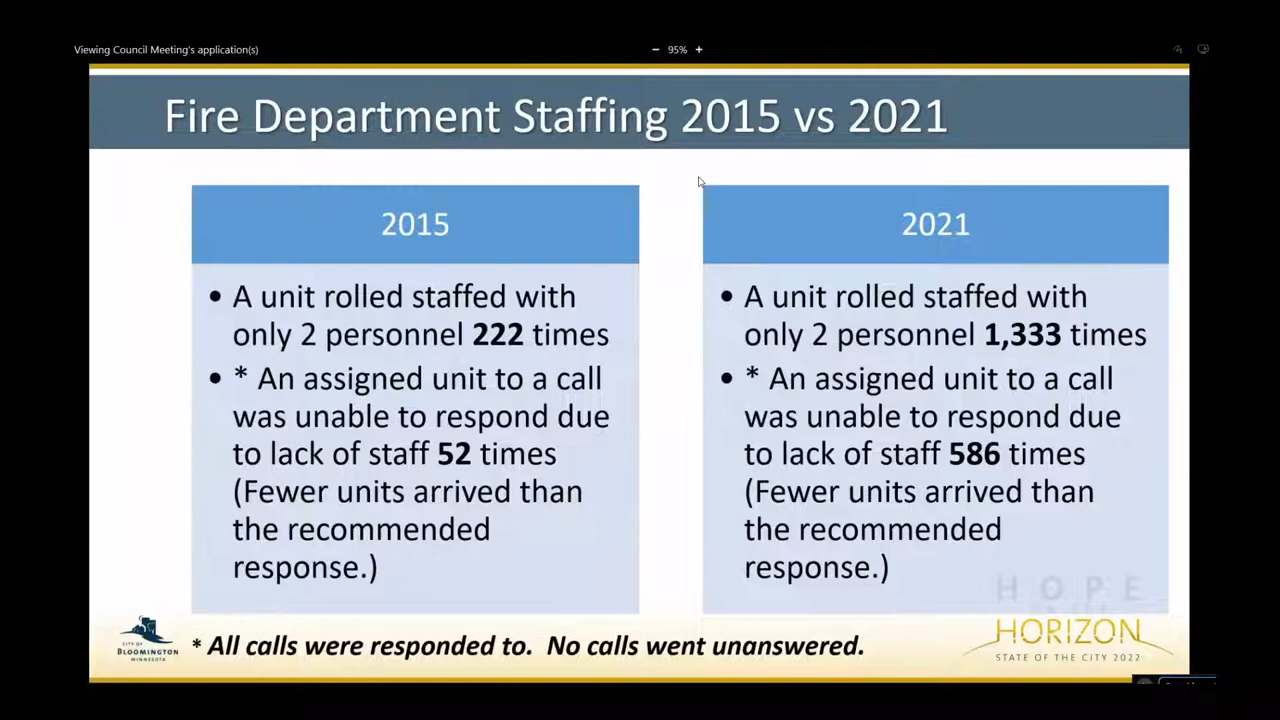 Viewing Council Meeting's application(s)
− 95% +
Fire Department Staffing 2015 vs 2021
2015
• A unit rolled staffed with
only 2 personnel 222 times
• * An assigned unit to a call
was unable to respond due
to lack of staff 52 times
(Fewer units arrived than
the recommended
response.)
2021
• A unit rolled staffed with
only 2 personnel 1,333 times
• * An assigned unit to a call
was unable to respond due
to lack of staff 586 times
(Fewer units arrived than
the recommended
response.)
CITY OF
BLOOMINGTON
MINNESOTA
* All calls were responded to. No calls went unanswered.
HOPE
HORIZON
STATE OF THE CITY 2022